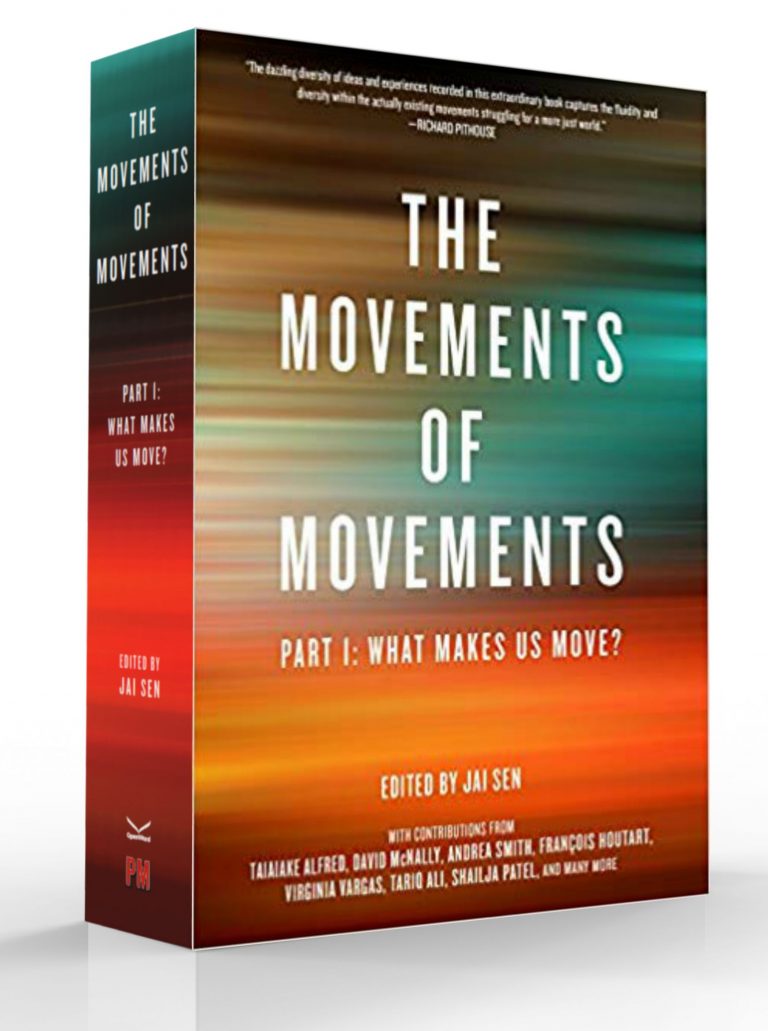 THE
MOVEMENTS
OF
MOVEMENTS
PART I:
WHAT MAKES
US MOVE?
EDITED BY
JAI SEN
OpenWord
PM
"The dazzling diversity of ideas and experiences recorded in this extraordinary book captures the fluidity and
diversity within the actually existing movements struggling for a more just world."
—RICHARD PITHOUSE
THE
MOVEMENTS
OF
MOVEMENTS
PART I: WHAT MAKES US MOVE?
EDITED BY JAI SEN
WITH CONTRIBUTIONS FROM
TAIAIAKE ALFRED, DAVID McNALLY, ANDREA SMITH, FRANÇOIS HOUTART,
VIRGINIA VARGAS, TARIQ ALI, SHAILJA PATEL, AND MANY MORE